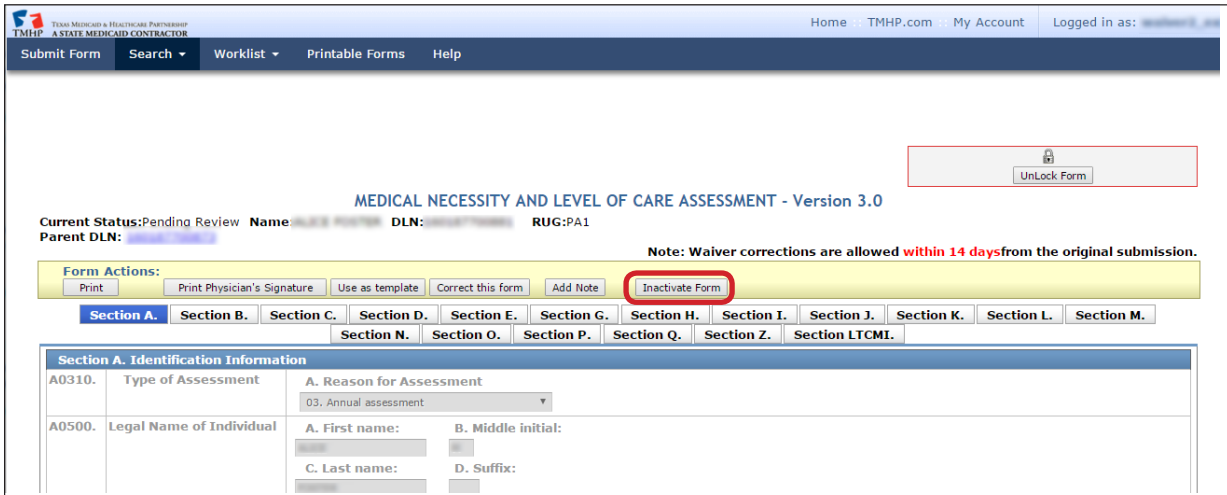 TMHP TEXAS MEDICAID & HEALTHCARE PARTNERSHIP
A STATE MEDICAID CONTRACTOR
Home TMHP.com My Account Logged in as:
Submit Form Search Worklist Printable Forms Help
UnLock Form
MEDICAL NECESSITY AND LEVEL OF CARE ASSESSMENT - Version 3.0
Current Status:Pending Review Name: DLN: RUG:PA1
Parent DLN:
Note: Waiver corrections are allowed within 14 daysfrom the original submission.
Form Actions:
Print Print Physician's Signature Use as template Correct this form Add Note Inactivate Form
Section A. Section B. Section C. Section D. Section E. Section G. Section H. Section I. Section J. Section K. Section L. Section M.
Section N. Section O. Section P. Section Q. Section Z. Section LTCMI.
Section A. Identification Information
A0310. Type of Assessment A. Reason for Assessment
03. Annual assessment
A0500. Legal Name of Individual A. First name: B. Middle initial:
C. Last name: D. Suffix: